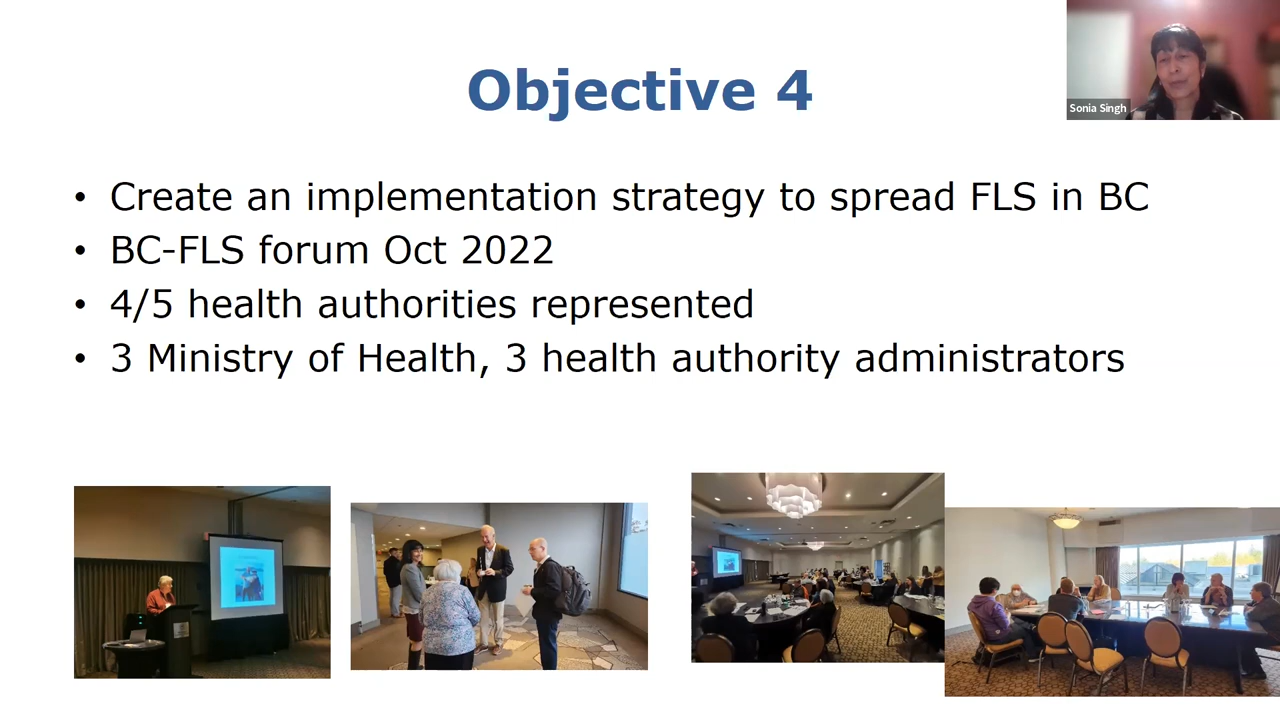 Objective 4
Sonia Singh
• Create an implementation strategy to spread FLS in BC
• BC-FLS forum Oct 2022
• 4/5 health authorities represented
• 3 Ministry of Health, 3 health authority administrators